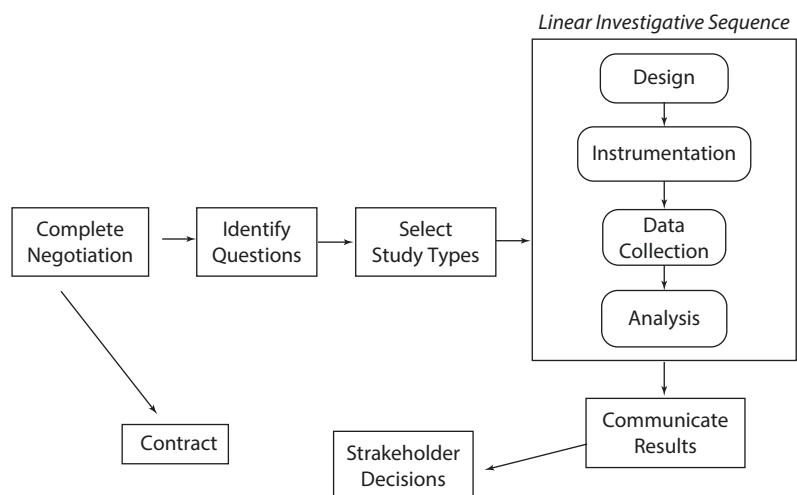 Linear Investigative Sequence
Design
Instrumentation
Complete
Negotiation
Identify
Questions
Select
Study Types
Data
Collection
Analysis
Contract
Communicate
Results
Strakeholder
Decisions